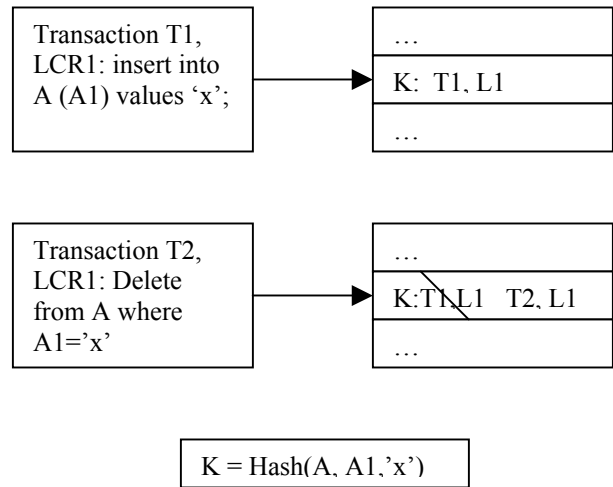 Transaction T1,
LCR1: insert into
A (A1) values ‘x’;
…
K: T1, L1
…
Transaction T2,
LCR1: Delete
from A where
A1=’x’
…
K:T1,L1 T2, L1
…
K = Hash(A, A1,’x’)